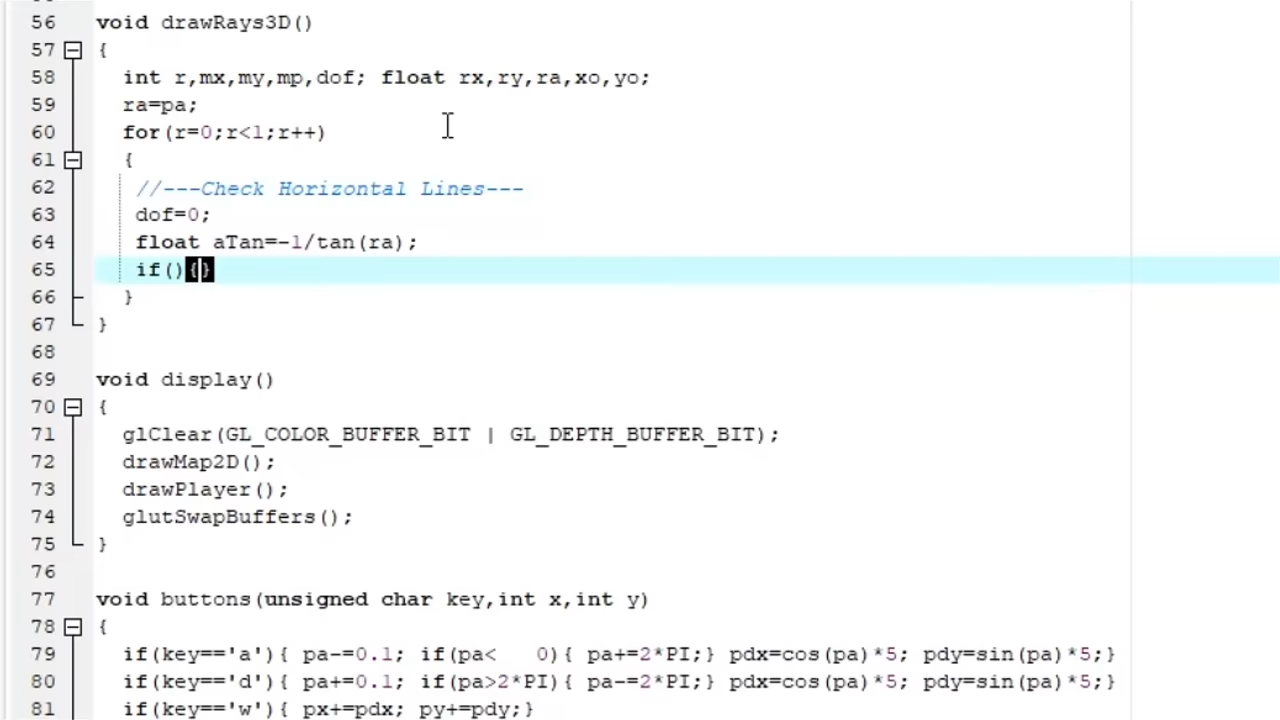 56 void drawRays3D()
57 {
58 int r,mx,my,mp,dof; float rx,ry,ra,xo,yo;
59 ra=pa;
60 for(r=0;r<1;r++)
61 {
62 //---Check Horizontal Lines---
63 dof=0;
64 float aTan=-1/tan(ra);
65 if(){}
66 }
67 }
68
69 void display()
70 {
71 glClear(GL_COLOR_BUFFER_BIT | GL_DEPTH_BUFFER_BIT);
72 drawMap2D();
73 drawPlayer();
74 glutSwapBuffers();
75 }
76
77 void buttons(unsigned char key,int x,int y)
78 {
79 if(key=='a'){ pa-=0.1; if(pa<   0){ pa+=2*PI;} pdx=cos(pa)*5; pdy=sin(pa)*5;}
80 if(key=='d'){ pa+=0.1; if(pa>2*PI){ pa-=2*PI;} pdx=cos(pa)*5; pdy=sin(pa)*5;}
81 if(key=='w'){ px+=pdx; py+=pdy;}